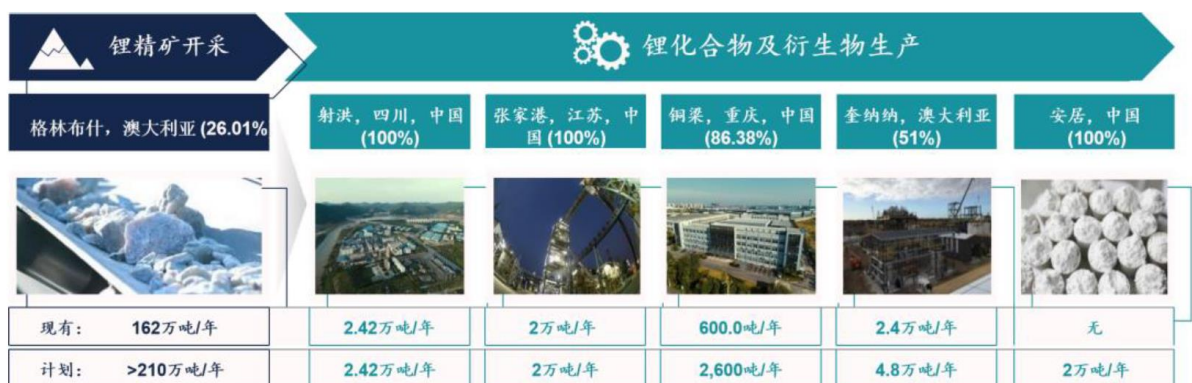 锂精矿开采
锂化合物及衍生物生产
格林布什，澳大利亚 (26.01%
射洪，四川，中国
(100%)
张家港，江苏，中
国 (100%)
铜梁，重庆，中国
(86.38%)
奎纳纳，澳大利亚
(51%)
安居，中国
(100%)
现有： 162万吨/年 2.42万吨/年 2万吨/年 600.0吨/年 2.4万吨/年 无
计划： >210万吨/年 2.42万吨/年 2万吨/年 2,600吨/年 4.8万吨/年 2万吨/年